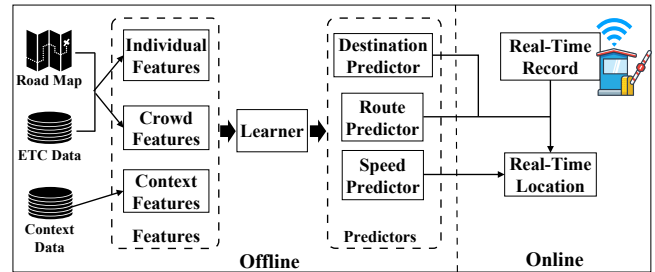 Road Map
ETC Data
Context
Data
Individual
Features
Crowd
Features
Context
Features
Features
Learner
Destination
Predictor
Route
Predictor
Speed
Predictor
Predictors
Offline
Real-Time
Record
Real-Time
Location
Online